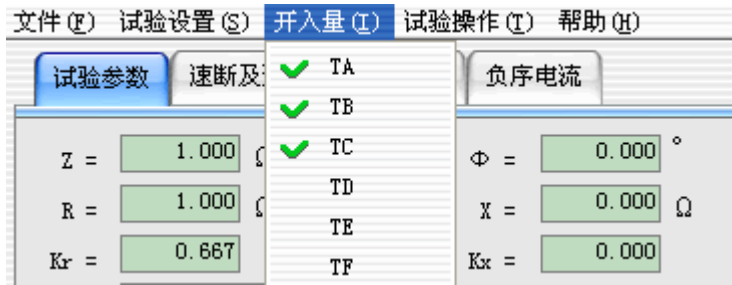 文件(F) 试验设置(S) 开入量(I) 试验操作(T) 帮助(H)
试验参数 速断及 负序电流
TA
TB
TC
TD
TE
TF
Z = 1.000 Ω
R = 1.000 Ω
Kr = 0.667
Φ = 0.000 °
X = 0.000 Ω
Kx = 0.000